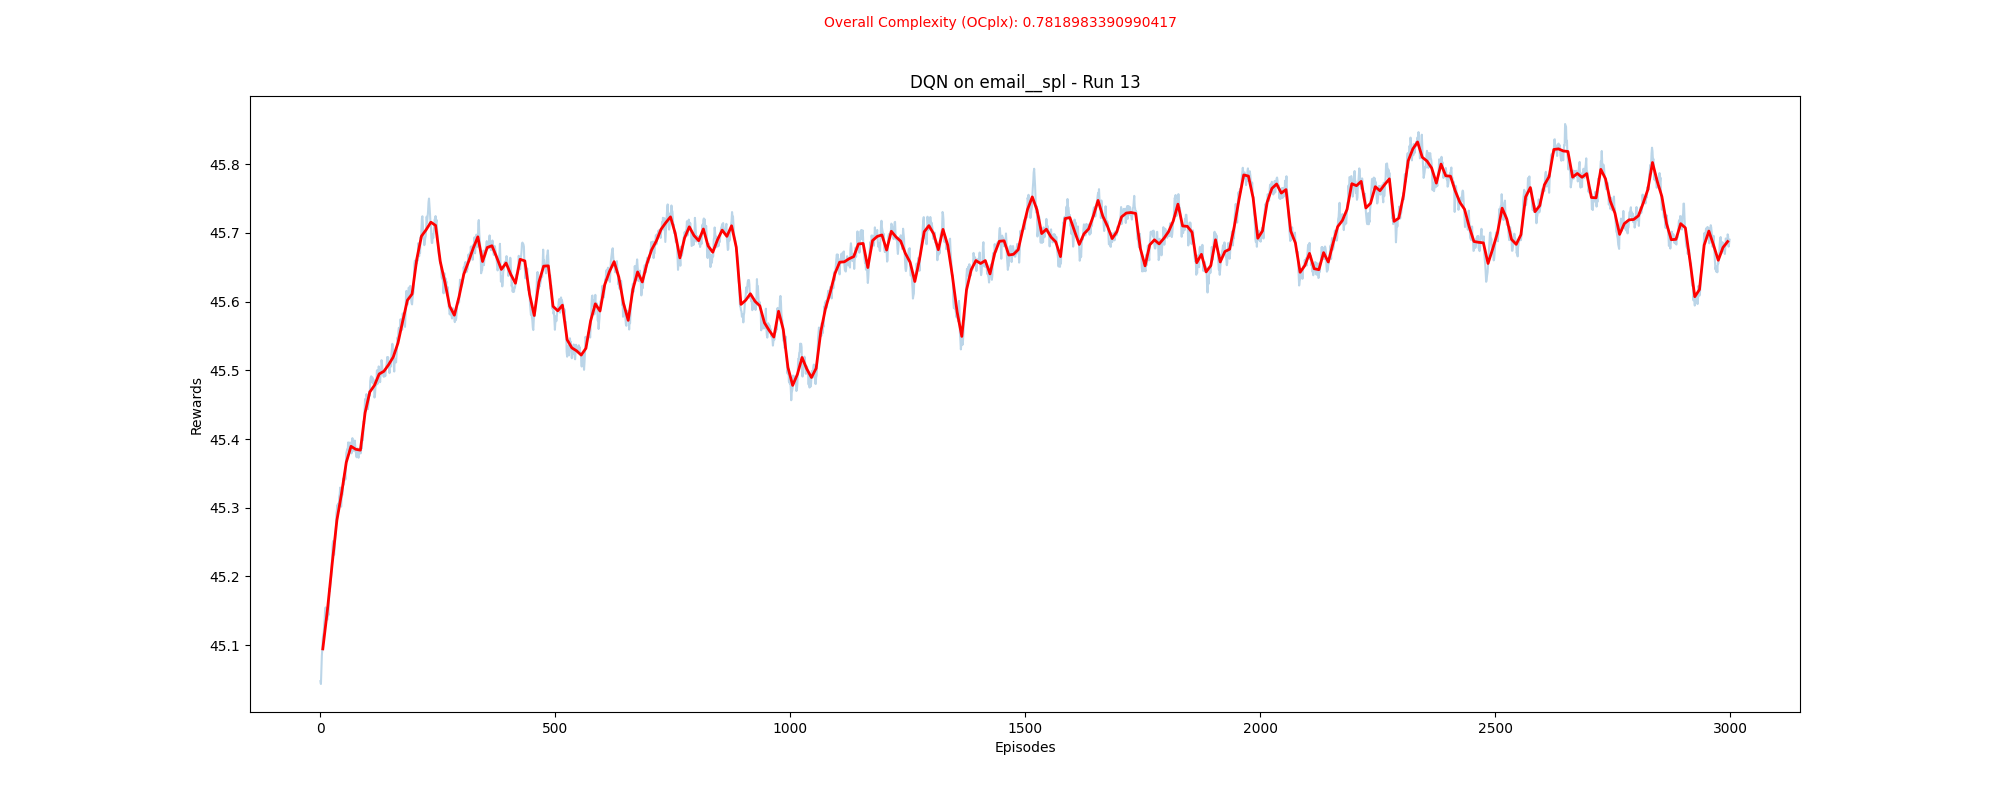 Overall Complexity (OCplx): 0.7818983390990417
DQN on email__spl - Run 13
Rewards
45.8
45.7
45.6
45.5
45.4
45.3
45.2
45.1
0 500 1000 1500 2000 2500 3000
Episodes